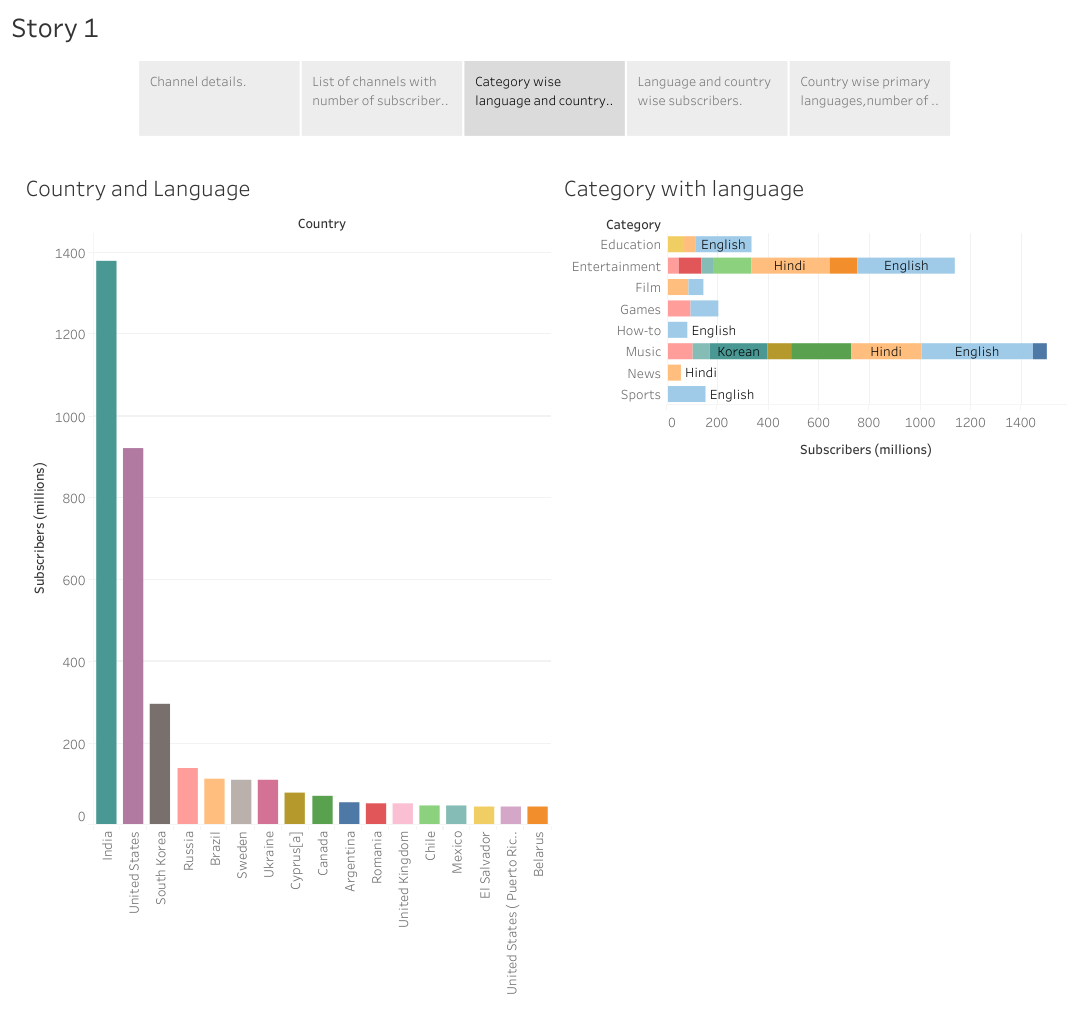 Story 1
Channel details.
List of channels with
number of subscriber..
Category wise
language and country..
Language and country
wise subscribers.
Country wise primary
languages,number of ..
Country and Language
Country
Subscribers (millions)
1400
1200
1000
800
600
400
200
0
India
United States
South Korea
Russia
Brazil
Sweden
Ukraine
Cyprus[a]
Canada
Argentina
Romania
United Kingdom
Chile
Mexico
El Salvador
United States ( Puerto Ric..
Belarus
Category with language
Category
Education English
Entertainment Hindi English
Film
Games
How-to English
Music Korean Hindi English
News Hindi
Sports English
0 200 400 600 800 1000 1200 1400
Subscribers (millions)